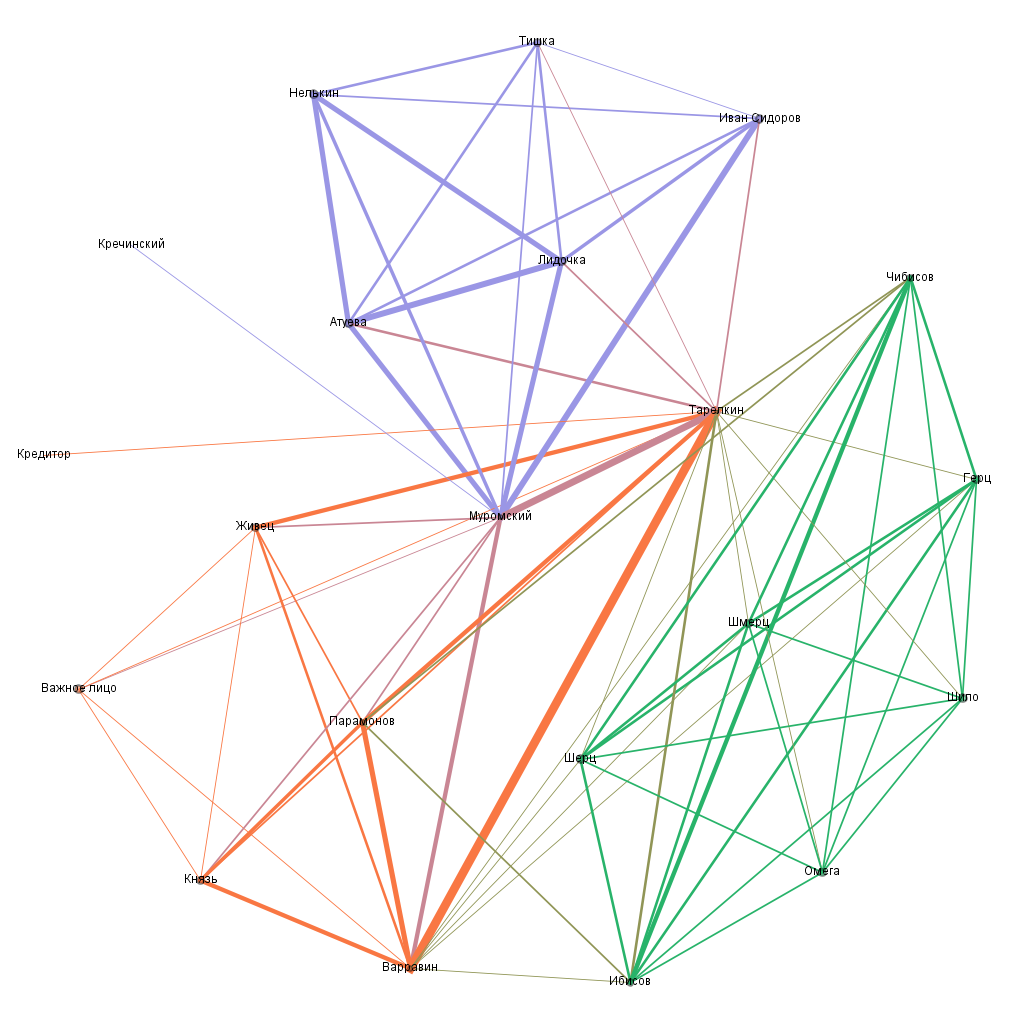 Тишка
Нелькин
Иван Сидоров
Кречинский
Лидочка
Чибисов
Атуева
Тарелкин
Кредитор
Герц
Муромский
Живец
Шмерц
Важное лицо
Шило
Парамонов
Шерц
Омега
Князь
Варравин
Ибисов